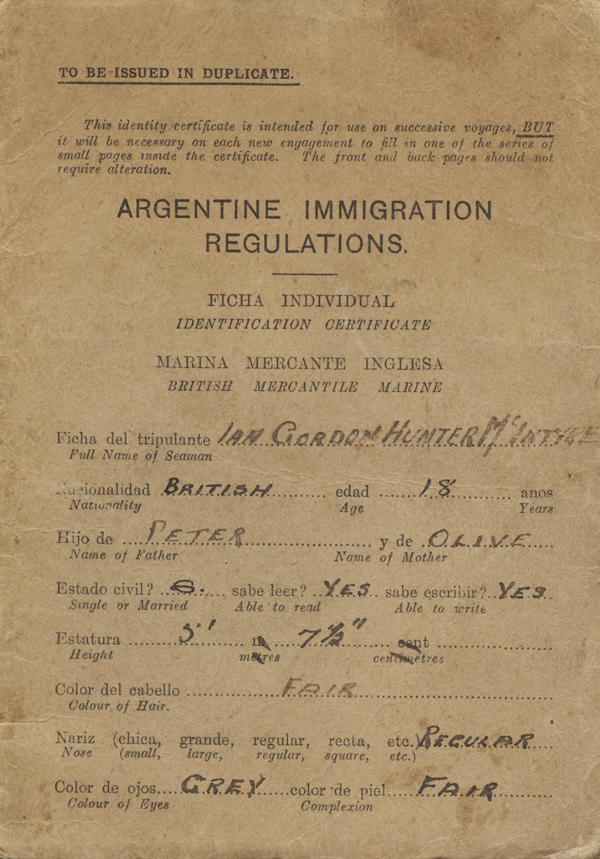 TO BE ISSUED IN DUPLICATE.
This identity certificate is intended for use on successive voyages, BUT
it will be necessary on each new engagement to fill in one of the series of
small pages inside the certificate. The front and back pages should not
require alteration.
ARGENTINE IMMIGRATION
REGULATIONS.
FICHA INDIVIDUAL
IDENTIFICATION CERTIFICATE
MARINA MERCANTE INGLESA
BRITISH MERCANTILE MARINE
Ficha del tripulante IAN GORDON HUNTER McINTYRE
Full Name of Seaman
Nacionalidad BRITISH edad 18 anos
Nationality Age Years
Hijo de PETER y de OLIVE
Name of Father Name of Mother
Estado civil? S. sabe leer? YES sabe escribir? YES
Single or Married Able to read Able to write
Estatura 5' m 7½" cent
Height metres centimetres
Color del cabello FAIR
Colour of Hair.
Nariz (chica, grande, regular, recta, etc.) REGULAR
Nose (small, large, regular, square, etc.)
Color de ojos GREY color de piel FAIR
Colour of Eyes Complexion